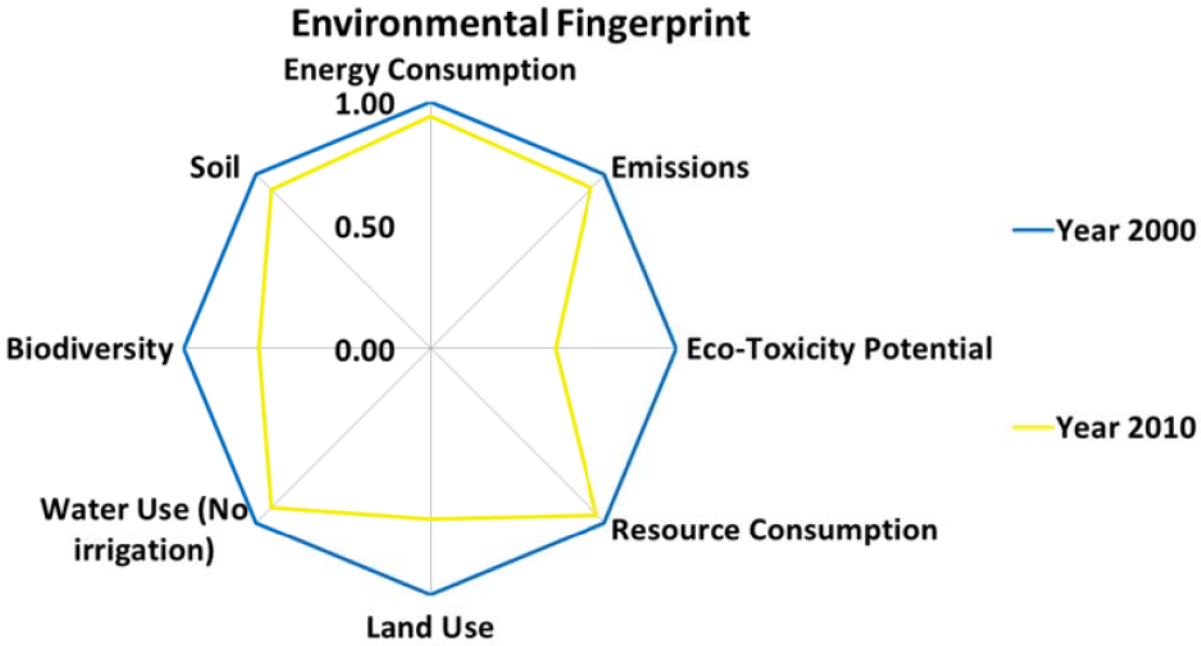 Environmental Fingerprint
Energy Consumption
1.00
Soil
Emissions
0.50
Year 2000
Biodiversity
0.00
Eco-Toxicity Potential
Year 2010
Water Use (No
irrigation)
Resource Consumption
Land Use